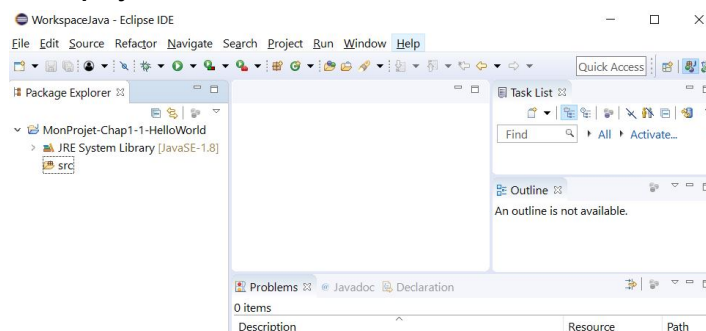 WorkspaceJava - Eclipse IDE
File Edit Source Refactor Navigate Search Project Run Window Help
Quick Access
Package Explorer
MonProjet-Chap1-1-HelloWorld
JRE System Library [JavaSE-1.8]
src
Task List
Find All Activate...
Outline
An outline is not available.
Problems Javadoc Declaration
0 items
Description Resource Path